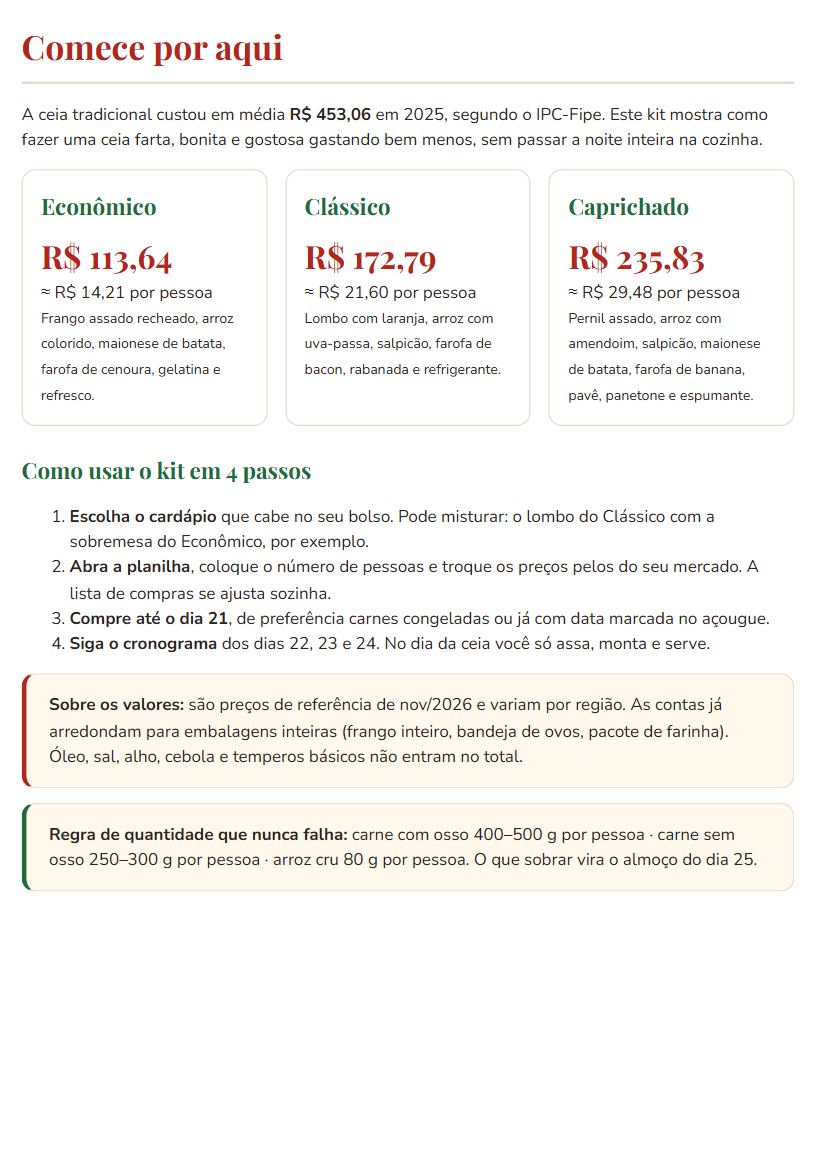 Comece por aqui
A ceia tradicional custou em média R$ 453,06 em 2025, segundo o IPC-Fipe. Este kit mostra como
fazer uma ceia farta, bonita e gostosa gastando bem menos, sem passar a noite inteira na cozinha.
Econômico
R$ 113,64
≈ R$ 14,21 por pessoa
Frango assado recheado, arroz
colorido, maionese de batata,
farofa de cenoura, gelatina e
refresco.
Clássico
R$ 172,79
≈ R$ 21,60 por pessoa
Lombo com laranja, arroz com
uva-passa, salpicão, farofa de
bacon, rabanada e refrigerante.
Caprichado
R$ 235,83
≈ R$ 29,48 por pessoa
Pernil assado, arroz com
amendoim, salpicão, maionese
de batata, farofa de banana,
pavê, panetone e espumante.
Como usar o kit em 4 passos
1. Escolha o cardápio que cabe no seu bolso. Pode misturar: o lombo do Clássico com a
sobremesa do Econômico, por exemplo.
2. Abra a planilha, coloque o número de pessoas e troque os preços pelos do seu mercado. A
lista de compras se ajusta sozinha.
3. Compre até o dia 21, de preferência carnes congeladas ou já com data marcada no açougue.
4. Siga o cronograma dos dias 22, 23 e 24. No dia da ceia você só assa, monta e serve.
Sobre os valores: são preços de referência de nov/2026 e variam por região. As contas já
arredondam para embalagens inteiras (frango inteiro, bandeja de ovos, pacote de farinha).
Óleo, sal, alho, cebola e temperos básicos não entram no total.
Regra de quantidade que nunca falha: carne com osso 400–500 g por pessoa · carne sem
osso 250–300 g por pessoa · arroz cru 80 g por pessoa. O que sobrar vira o almoço do dia 25.